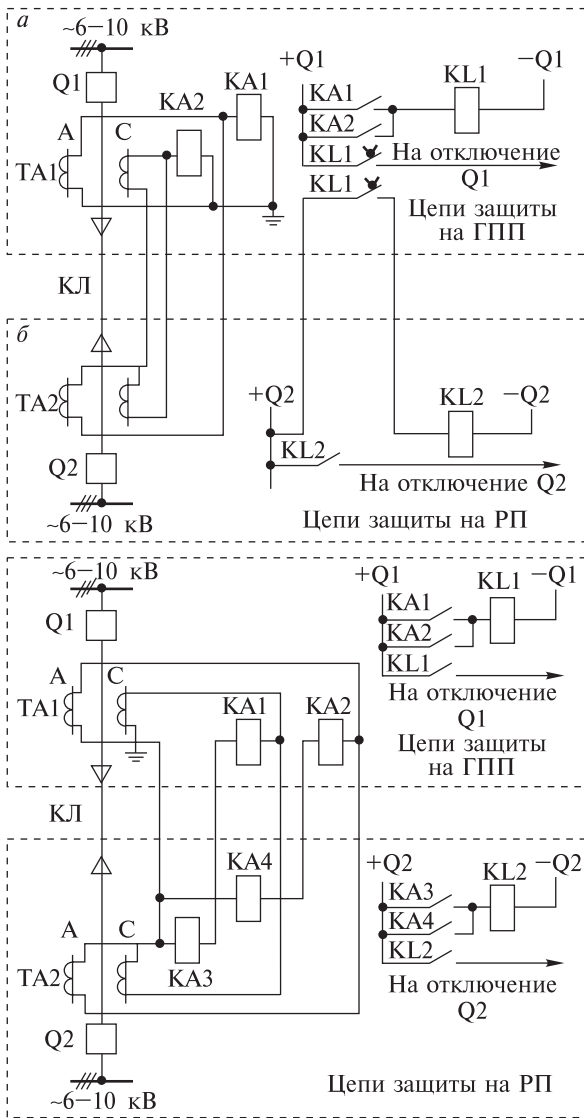 а
~6–10 кВ
Q1
KA2
KA1
A
C
TA1
+Q1
KL1
−Q1
KA1
KA2
KL1
На отключение
Q1
KL1
Цепи защиты
на ГПП
КЛ
б
TA2
Q2
~6–10 кВ
+Q2
KL2
−Q2
KL2
На отключение Q2
Цепи защиты на РП
~6–10 кВ
Q1
A
C
TA1
KA1
KA2
+Q1
KL1
−Q1
KA1
KA2
KL1
На отключение
Q1
Цепи защиты
на ГПП
КЛ
KA4
A
C
KA3
TA2
Q2
~6–10 кВ
+Q2
KL2
−Q2
KA3
KA4
KL2
На отключение
Q2
Цепи защиты на РП